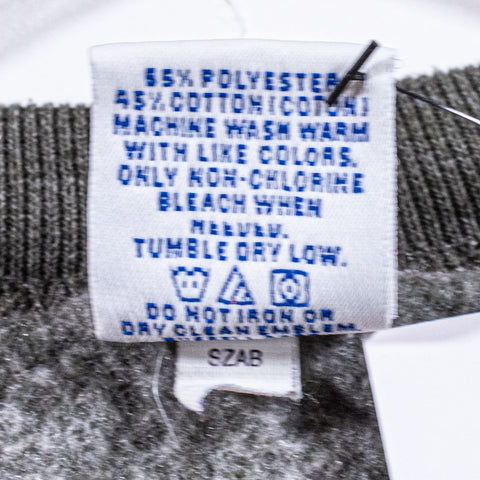 55% POLYESTER
45% COTTON (COTON)
MACHINE WASH WARM
WITH LIKE COLORS.
ONLY NON-CHLORINE
BLEACH WHEN
NEEDED.
TUMBLE DRY LOW.
DO NOT IRON OR
DRY CLEAN EMBLEM.
SZAB